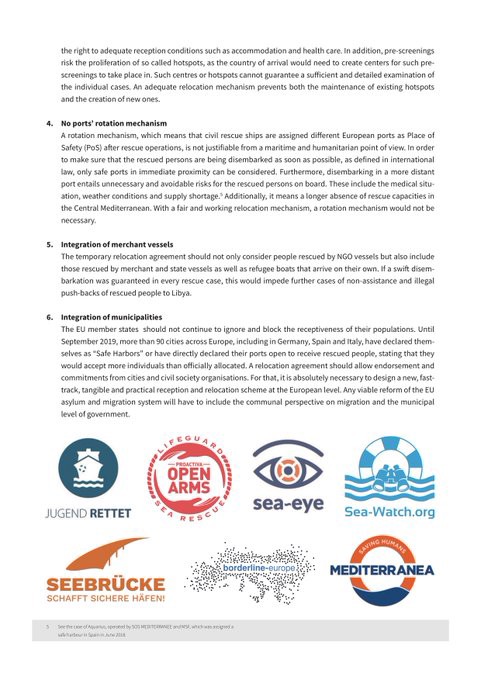 the right to adequate reception conditions such as accommodation and health care. In addition, pre-screenings
risk the proliferation of so called hotspots, as the country of arrival would need to create centers for such pre-
screenings to take place in. Such centres or hotspots cannot guarantee a sufficient and detailed examination of
the individual cases. An adequate relocation mechanism prevents both the maintenance of existing hotspots
and the creation of new ones.
4. No ports' rotation mechanism
A rotation mechanism, which means that civil rescue ships are assigned different European ports as Place of
Safety (PoS) after rescue operations, is not justifiable from a maritime and humanitarian point of view. In order
to make sure that the rescued persons are being disembarked as soon as possible, as defined in international
law, only safe ports in immediate proximity can be considered. Furthermore, disembarking in a more distant
port entails unnecessary and avoidable risks for the rescued persons on board. These include the medical situ-
ation, weather conditions and supply shortage.⁵ Additionally, it means a longer absence of rescue capacities in
the Central Mediterranean. With a fair and working relocation mechanism, a rotation mechanism would not be
necessary.
5. Integration of merchant vessels
The temporary relocation agreement should not only consider people rescued by NGO vessels but also include
those rescued by merchant and state vessels as well as refugee boats that arrive on their own. If a swift disem-
barkation was guaranteed in every rescue case, this would impede further cases of non-assistance and illegal
push-backs of rescued people to Libya.
6. Integration of municipalities
The EU member states should not continue to ignore and block the receptiveness of their populations. Until
September 2019, more than 90 cities across Europe, including in Germany, Spain and Italy, have declared them-
selves as "Safe Harbors" or have directly declared their ports open to receive rescued people, stating that they
would accept more individuals than officially allocated. A relocation agreement should allow endorsement and
commitments from cities and civil society organisations. For that, it is absolutely necessary to design a new, fast-
track, tangible and practical reception and relocation scheme at the European level. Any viable reform of the EU
asylum and migration system will have to include the communal perspective on migration and the municipal
level of government.
JUGEND RETTET
LIFEGUARD
PROACTIVA
OPEN
ARMS
SEA RESCUE
sea-eye
Sea-Watch.org
SEEBRÜCKE
SCHAFFT SICHERE HÄFEN!
borderline-europe
SAVING HUMANS
MEDITERRANEA
5 See the case of Aquarius, operated by SOS MEDITERRANEE and MSF, which was assigned a
safe harbour in Spain in June 2018.